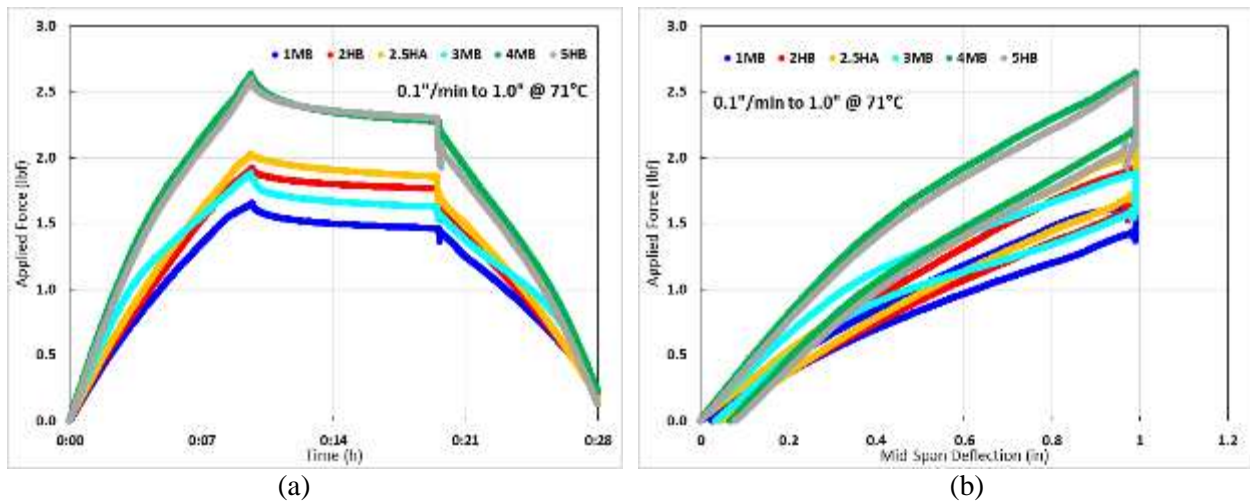 3.0
2.5
2.0
1.5
1.0
0.5
0.0
Applied Force (lbf)
1MB 2HB 2.5HA 3MB 4MB 5HB
0.1"/min to 1.0" @ 71°C
0:00 0:07 0:14 0:21 0:28
Time (h)
(a)
3.0
2.5
2.0
1.5
1.0
0.5
0.0
Applied Force (lbf)
1MB 2HB 2.5HA 3MB 4MB 5HB
0.1"/min to 1.0" @ 71°C
0 0.2 0.4 0.6 0.8 1 1.2
Mid Span Deflection (in)
(b)